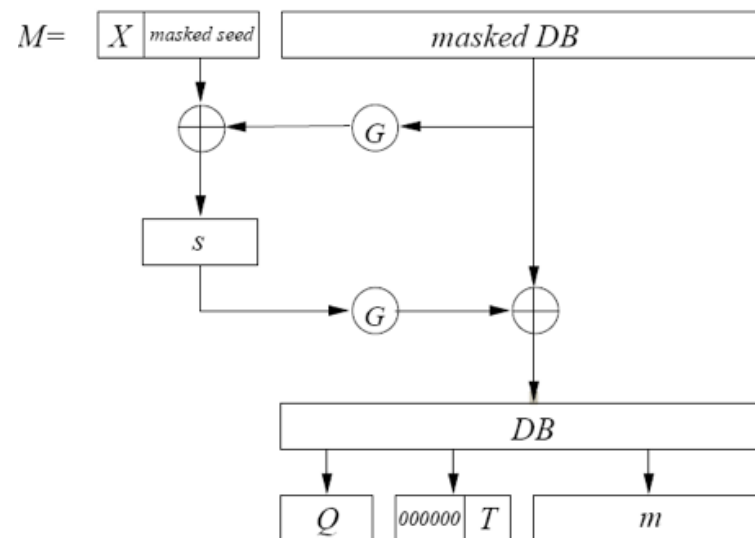 M= X masked seed masked DB
G
s
G
DB
Q 000000 T m